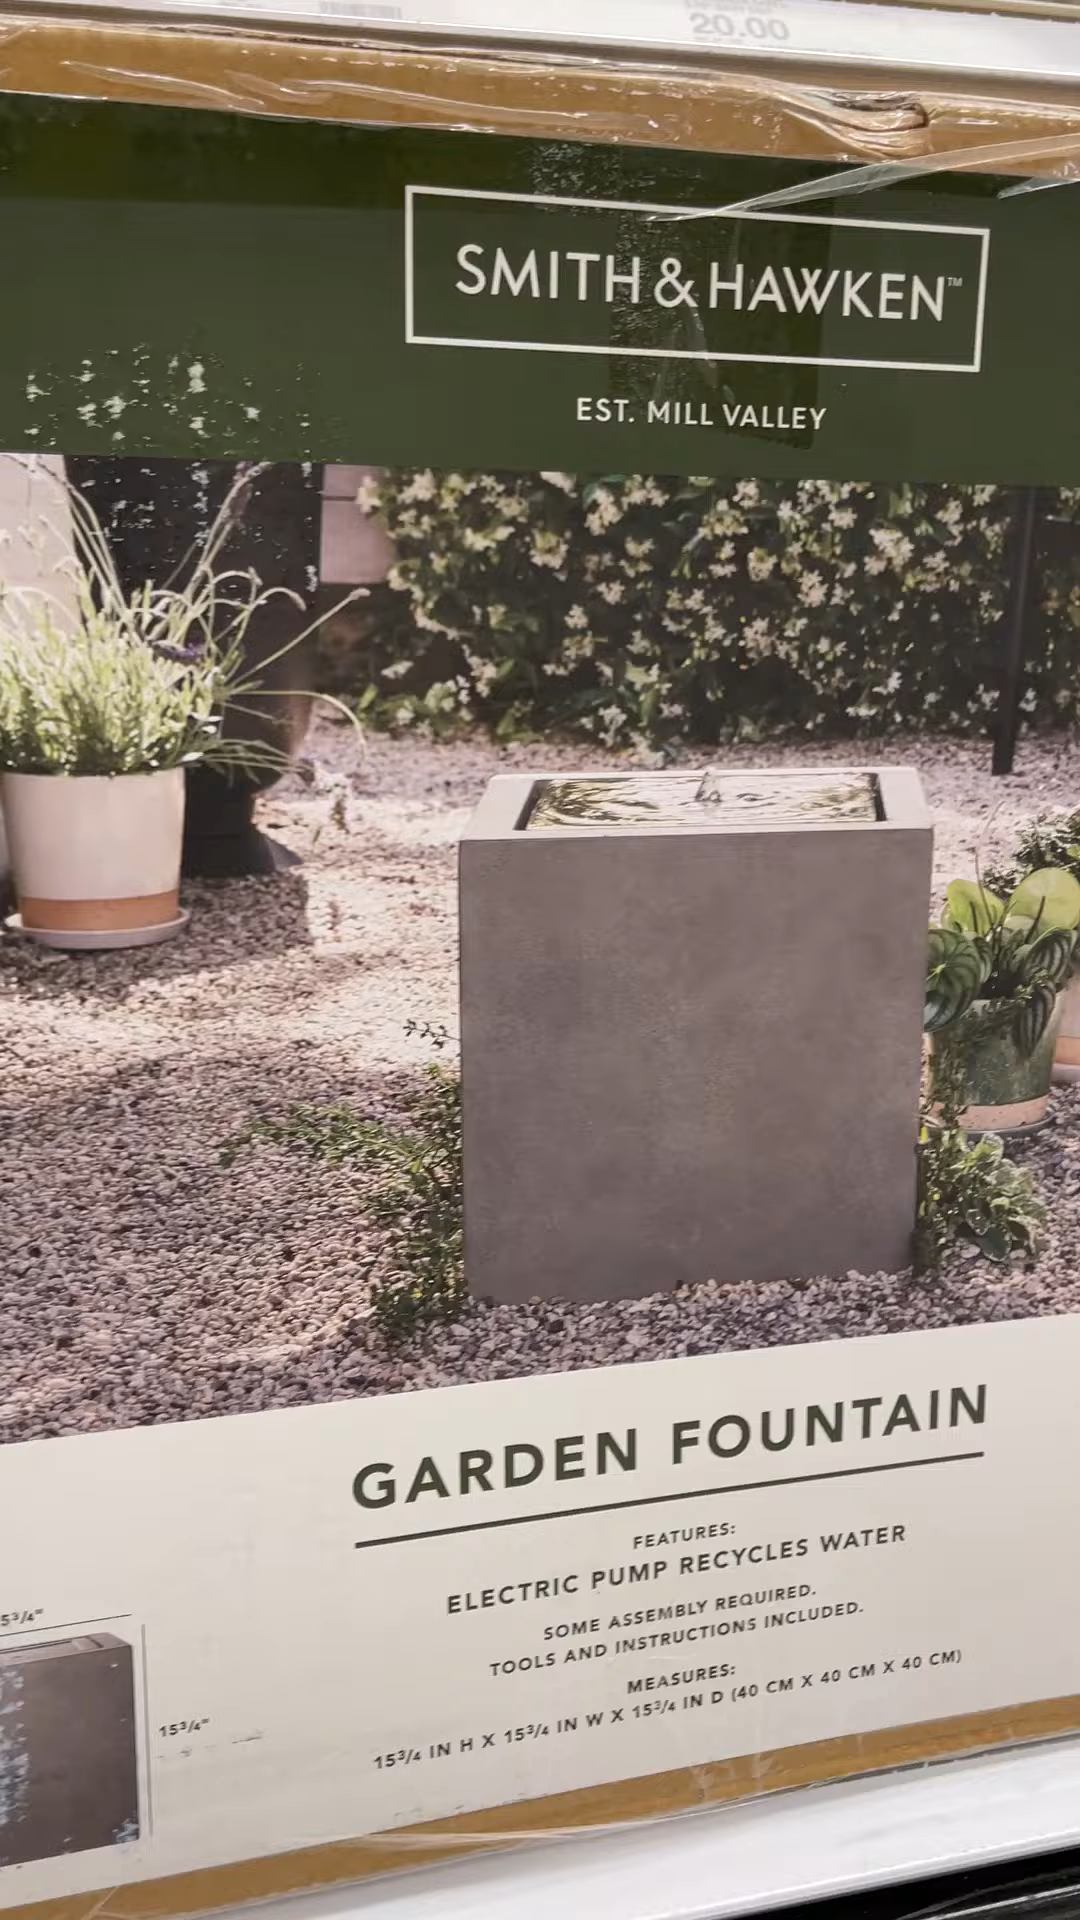 20.00
SMITH & HAWKEN™
EST. MILL VALLEY
GARDEN FOUNTAIN
FEATURES:
ELECTRIC PUMP RECYCLES WATER
SOME ASSEMBLY REQUIRED.
TOOLS AND INSTRUCTIONS INCLUDED.
MEASURES:
15³/₄ IN H X 15³/₄ IN W X 15³/₄ IN D (40 CM X 40 CM X 40 CM)
5³/₄"
15³/₄"